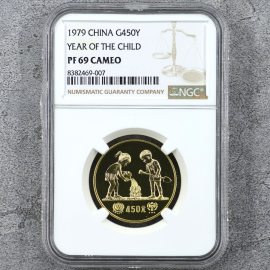 1979 CHINA G450Y
YEAR OF THE CHILD
PF 69 CAMEO
8382469-007
NGC
NUMISMATIC GUARANTY COMPANY
450元